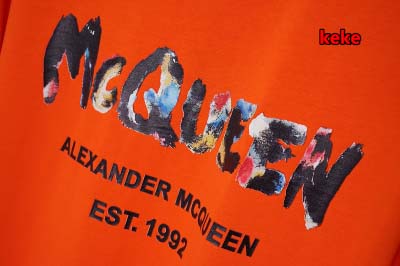 keke
McQUEEN
ALEXANDER MCQUEEN
EST. 1992